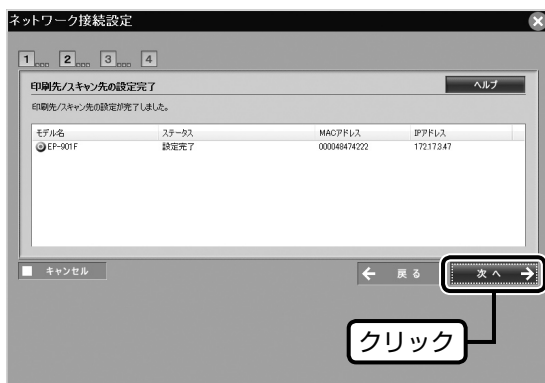 ネットワーク接続設定
1 2 3 4
印刷先/スキャン先の設定完了 ヘルプ
印刷先/スキャン先の設定が完了しました。
モデル名 ステータス MACアドレス IPアドレス
EP-901F 設定完了 000048474222 172.17.3.47
キャンセル 戻る 次へ
クリック